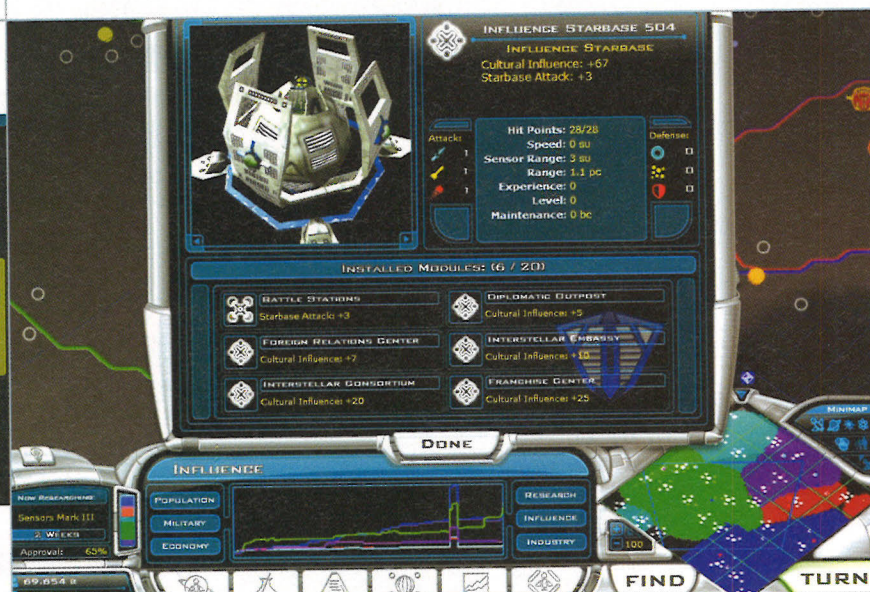 INFLUENCE STARBASE 504
INFLUENCE STARBASE
Cultural Influence: +67
Starbase Attack: +3
Attack:
1
1
1
Hit Points: 28/28
Speed: 0 su
Sensor Range: 3 su
Range: 1.1 pc
Experience: 0
Level: 0
Maintenance: 0 bc
Defense:
0
0
0
INSTALLED MODULES: (6 / 20)
BATTLE STATIONS
Starbase Attack: +3
DIPLOMATIC OUTPOST
Cultural Influence: +5
FOREIGN RELATIONS CENTER
Cultural Influence: +7
INTERSTELLAR EMBASSY
Cultural Influence: +10
INTERSTELLAR CONSORTIUM
Cultural Influence: +20
FRANCHISE CENTER
Cultural Influence: +25
DONE
MINIMAP
INFLUENCE
NOW RESEARCHING
Sensors Mark III
2 WEEKS
Approval: 65%
POPULATION
MILITARY
ECONOMY
RESEARCH
INFLUENCE
INDUSTRY
100
FIND
TURN